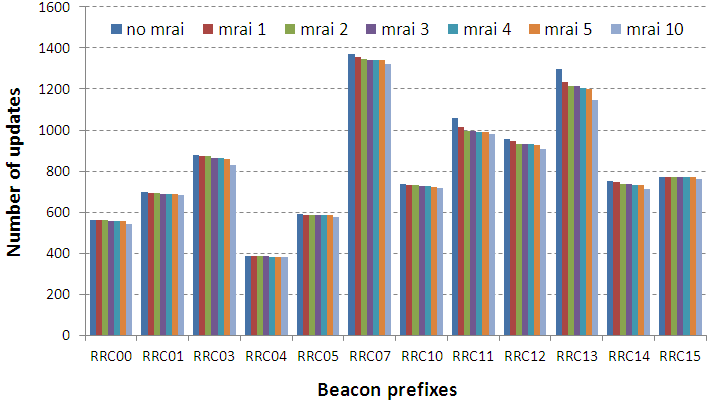 1600
no mrai mrai 1 mrai 2 mrai 3 mrai 4 mrai 5 mrai 10
1400
1200
1000
800
600
400
200
0
Number of updates
RRC00 RRC01 RRC03 RRC04 RRC05 RRC07 RRC10 RRC11 RRC12 RRC13 RRC14 RRC15
Beacon prefixes